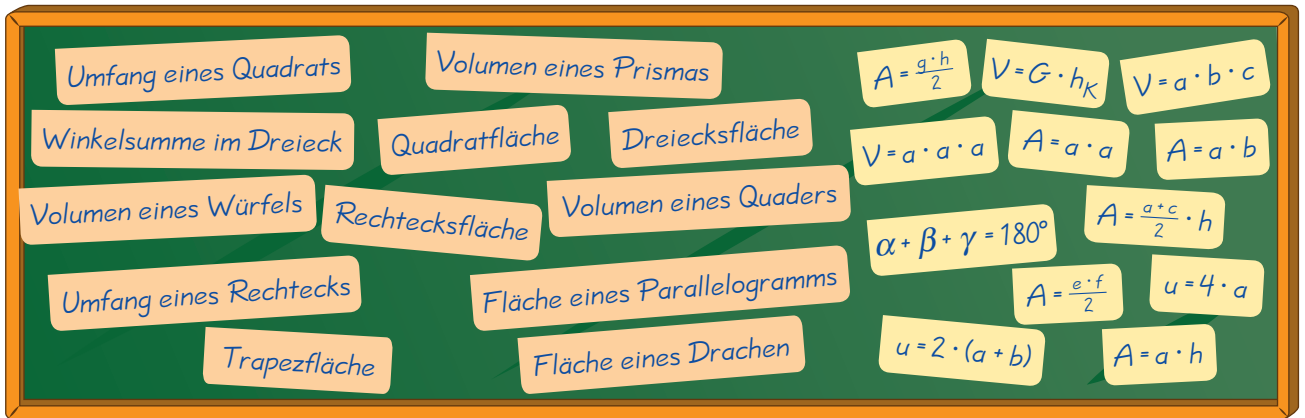 Umfang eines Quadrats
Volumen eines Prismas
A = g · h / 2
V = G · hK
V = a · b · c
Winkelsumme im Dreieck
Quadratfläche
Dreiecksfläche
V = a · a · a
A = a · a
A = a · b
Volumen eines Würfels
Rechtecksfläche
Volumen eines Quaders
α + β + γ = 180°
A = a + c / 2 · h
Umfang eines Rechtecks
Fläche eines Parallelogramms
A = e · f / 2
u = 4 · a
Trapezfläche
Fläche eines Drachen
u = 2 · (a + b)
A = a · h